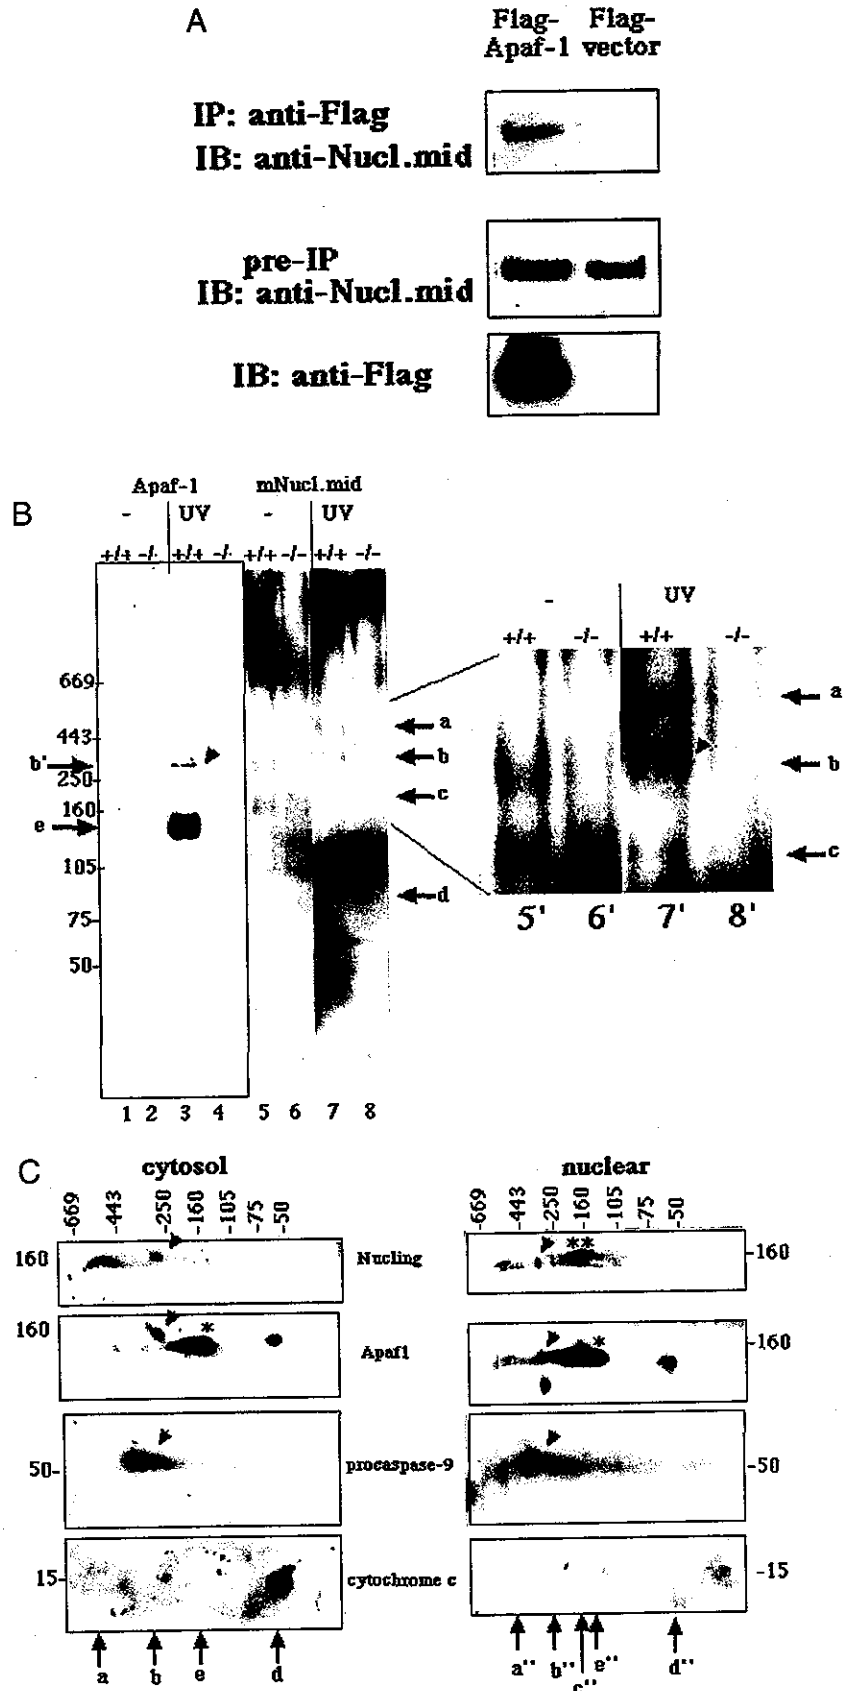 A
Flag- Flag-
Apaf-1 vector
IP: anti-Flag
IB: anti-Nucl.mid
pre-IP
IB: anti-Nucl.mid
IB: anti-Flag
B
Apaf-1 mNucl.mid
- UV - UV
+/+ -/- +/+ -/- +/+ -/- +/+ -/-
669-
443-
b'
250-
160-
e
105-
75-
50-
a
b
c
d
1 2 3 4 5 6 7 8
- UV
+/+ -/- +/+ -/-
a
b
c
5' 6' 7' 8'
C
cytosol nuclear
-669 -443 -250 -160 -105 -75 -50
-669 -443 -250 -160 -105 -75 -50
160 Nucling ** -160
160 * Apaf1 * -160
50- procaspase-9 -50
15- cytochrome c -15
a b e d
a'' b'' c'' e'' d''